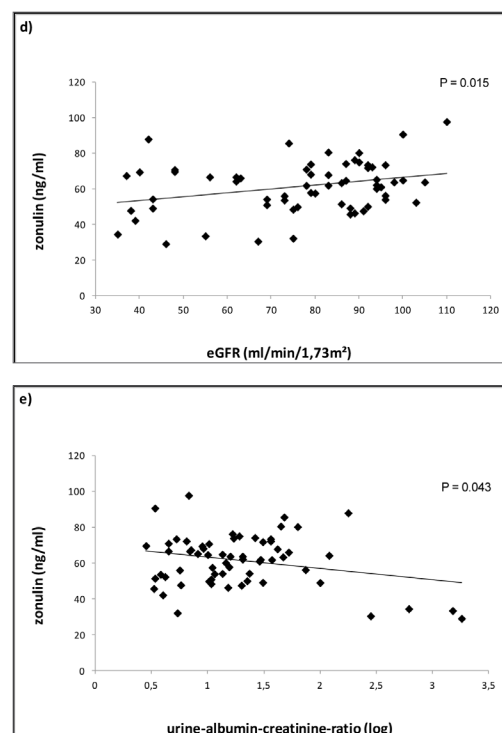 d)
P = 0.015
zonulin (ng/ml)
120
100
80
60
40
20
0
30 40 50 60 70 80 90 100 110 120
eGFR (ml/min/1,73m²)
e)
P = 0.043
zonulin (ng/ml)
120
100
80
60
40
20
0
0 0,5 1 1,5 2 2,5 3 3,5
urine-albumin-creatinine-ratio (log)